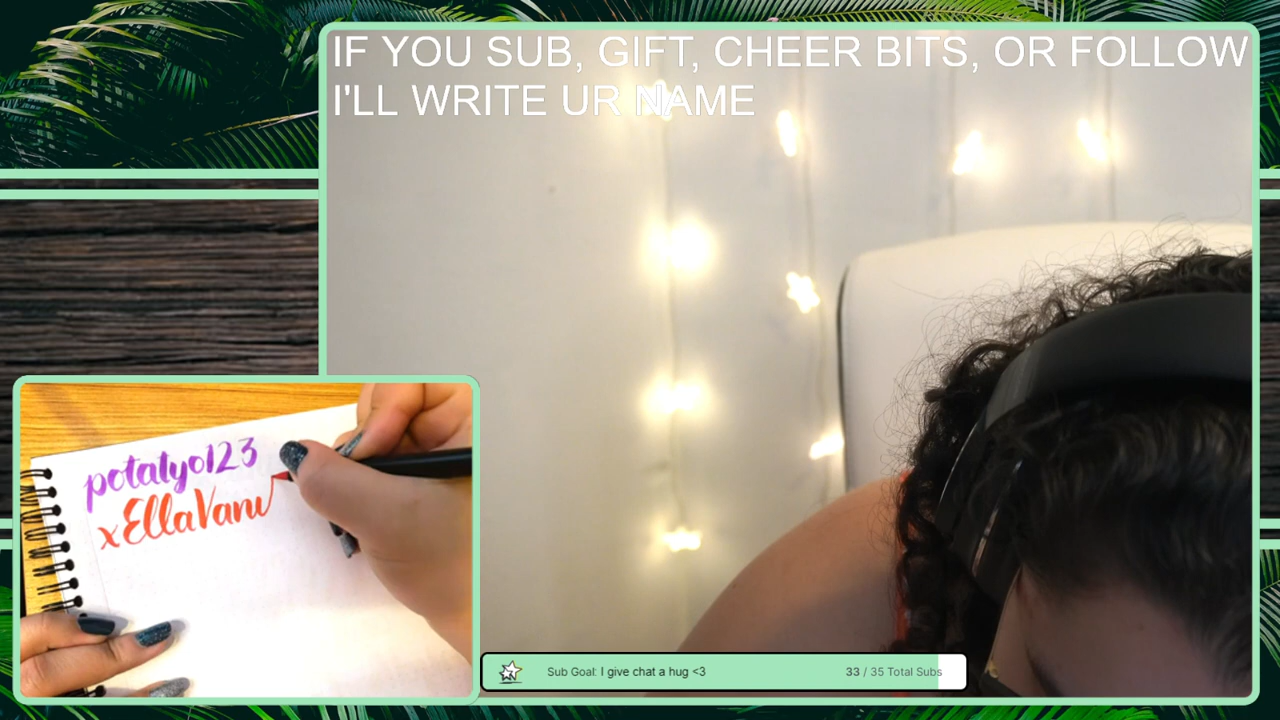 IF YOU SUB, GIFT, CHEER BITS, OR FOLLOW
I'LL WRITE UR NAME
potatyo123
xEllaVanw
Sub Goal: I give chat a hug <3
33 / 35 Total Subs